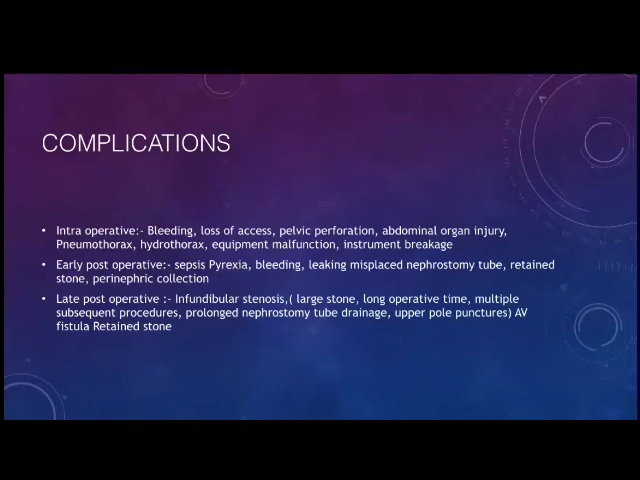 COMPLICATIONS
• Intra operative:- Bleeding, loss of access, pelvic perforation, abdominal organ injury,
Pneumothorax, hydrothorax, equipment malfunction, instrument breakage
• Early post operative:- sepsis Pyrexia, bleeding, leaking misplaced nephrostomy tube, retained
stone, perinephric collection
• Late post operative :- Infundibular stenosis,( large stone, long operative time, multiple
subsequent procedures, prolonged nephrostomy tube drainage, upper pole punctures) AV
fistula Retained stone